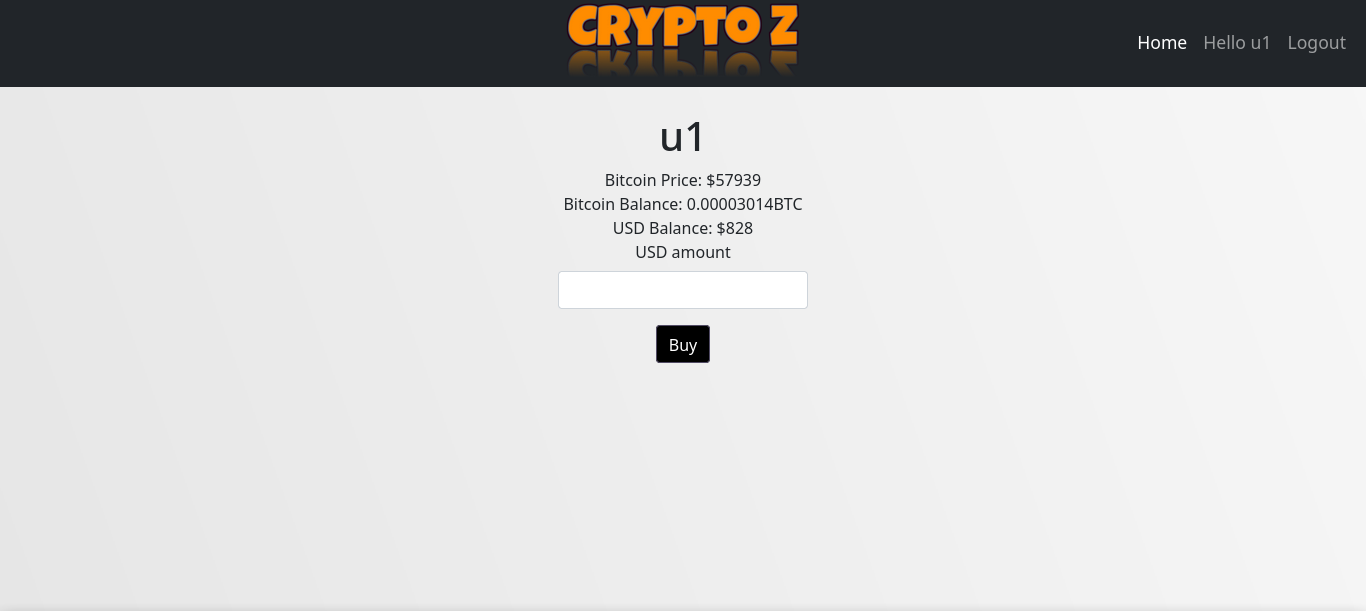 CRYPTO Z
Home Hello u1 Logout
u1
Bitcoin Price: $57939
Bitcoin Balance: 0.00003014BTC
USD Balance: $828
USD amount
Buy